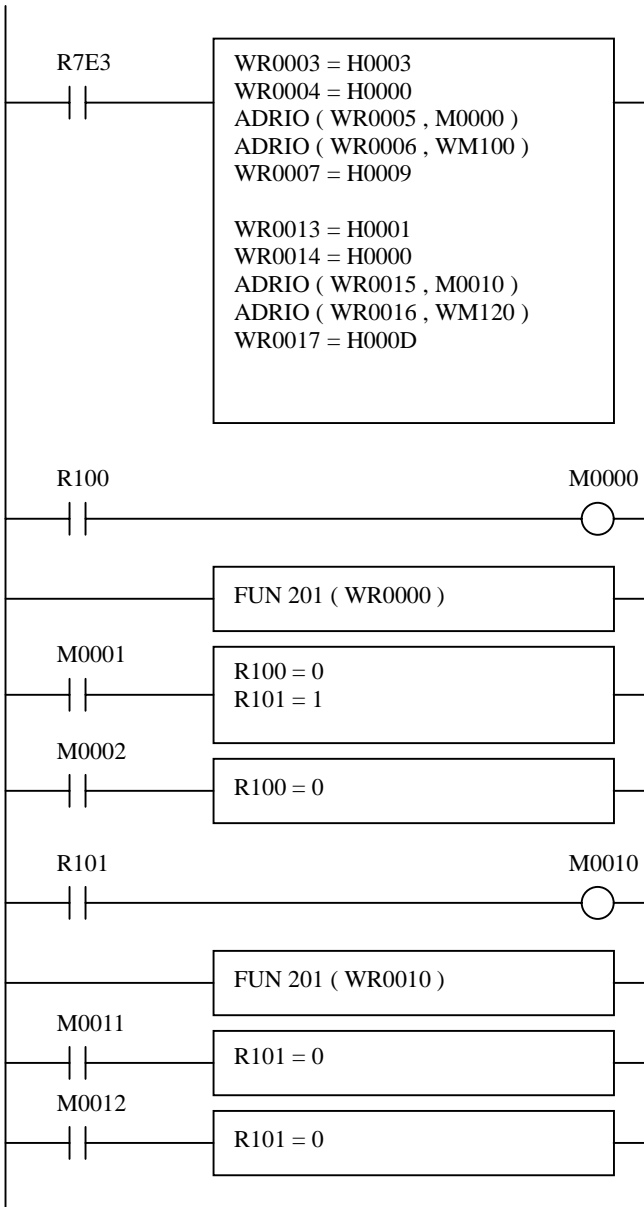 R7E3
WR0003 = H0003
WR0004 = H0000
ADRIO ( WR0005 , M0000 )
ADRIO ( WR0006 , WM100 )
WR0007 = H0009
WR0013 = H0001
WR0014 = H0000
ADRIO ( WR0015 , M0010 )
ADRIO ( WR0016 , WM120 )
WR0017 = H000D
R100 M0000
FUN 201 ( WR0000 )
M0001
R100 = 0
R101 = 1
M0002
R100 = 0
R101 M0010
FUN 201 ( WR0010 )
M0011
R101 = 0
M0012
R101 = 0